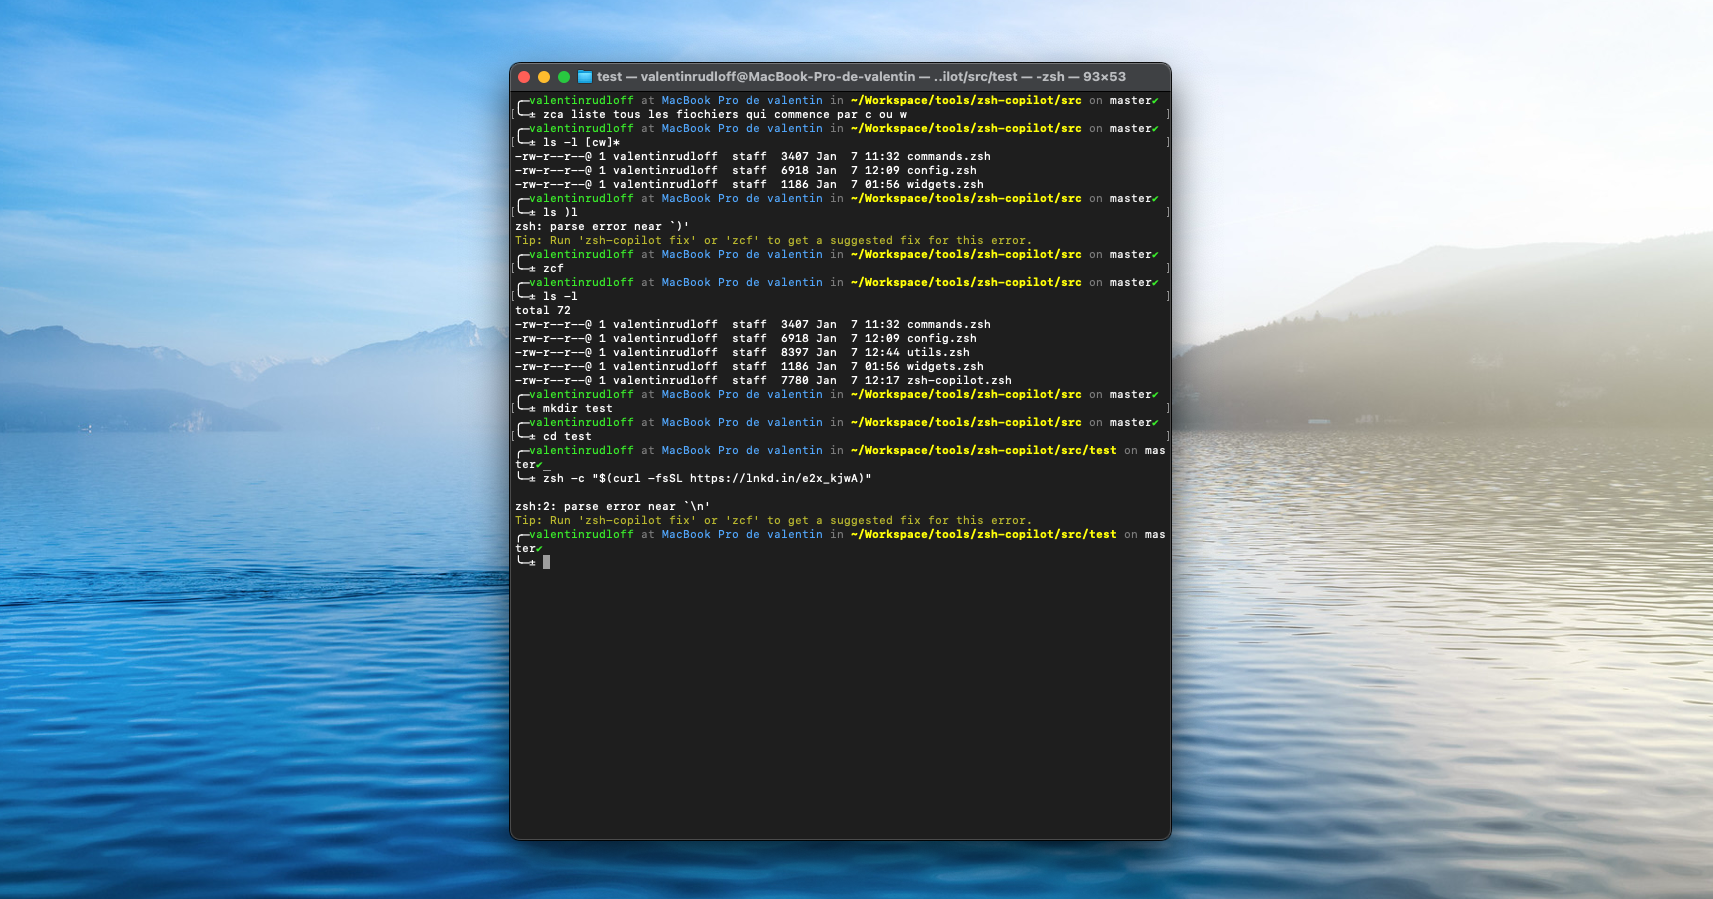 test — valentinrudloff@MacBook-Pro-de-valentin — ..ilot/src/test — -zsh — 93×53
╭─valentinrudloff at MacBook Pro de valentin in ~/Workspace/tools/zsh-copilot/src on master✔
[╰─± zca liste tous les fiochiers qui commence par c ou w ]
╭─valentinrudloff at MacBook Pro de valentin in ~/Workspace/tools/zsh-copilot/src on master✔
[╰─± ls -l [cw]* ]
-rw-r--r--@ 1 valentinrudloff  staff  3407 Jan  7 11:32 commands.zsh
-rw-r--r--@ 1 valentinrudloff  staff  6918 Jan  7 12:09 config.zsh
-rw-r--r--@ 1 valentinrudloff  staff  1186 Jan  7 01:56 widgets.zsh
╭─valentinrudloff at MacBook Pro de valentin in ~/Workspace/tools/zsh-copilot/src on master✔
[╰─± ls )l ]
zsh: parse error near `)'
Tip: Run 'zsh-copilot fix' or 'zcf' to get a suggested fix for this error.
╭─valentinrudloff at MacBook Pro de valentin in ~/Workspace/tools/zsh-copilot/src on master✔
[╰─± zcf ]
╭─valentinrudloff at MacBook Pro de valentin in ~/Workspace/tools/zsh-copilot/src on master✔
[╰─± ls -l ]
total 72
-rw-r--r--@ 1 valentinrudloff  staff  3407 Jan  7 11:32 commands.zsh
-rw-r--r--@ 1 valentinrudloff  staff  6918 Jan  7 12:09 config.zsh
-rw-r--r--@ 1 valentinrudloff  staff  8397 Jan  7 12:44 utils.zsh
-rw-r--r--@ 1 valentinrudloff  staff  1186 Jan  7 01:56 widgets.zsh
-rw-r--r--@ 1 valentinrudloff  staff  7780 Jan  7 12:17 zsh-copilot.zsh
╭─valentinrudloff at MacBook Pro de valentin in ~/Workspace/tools/zsh-copilot/src on master✔
[╰─± mkdir test ]
╭─valentinrudloff at MacBook Pro de valentin in ~/Workspace/tools/zsh-copilot/src on master✔
[╰─± cd test ]
╭─valentinrudloff at MacBook Pro de valentin in ~/Workspace/tools/zsh-copilot/src/test on mas
ter✔_
╰─± zsh -c "$(curl -fsSL https://lnkd.in/e2x_kjwA)"
zsh:2: parse error near `\n'
Tip: Run 'zsh-copilot fix' or 'zcf' to get a suggested fix for this error.
╭─valentinrudloff at MacBook Pro de valentin in ~/Workspace/tools/zsh-copilot/src/test on mas
ter✔
╰─±